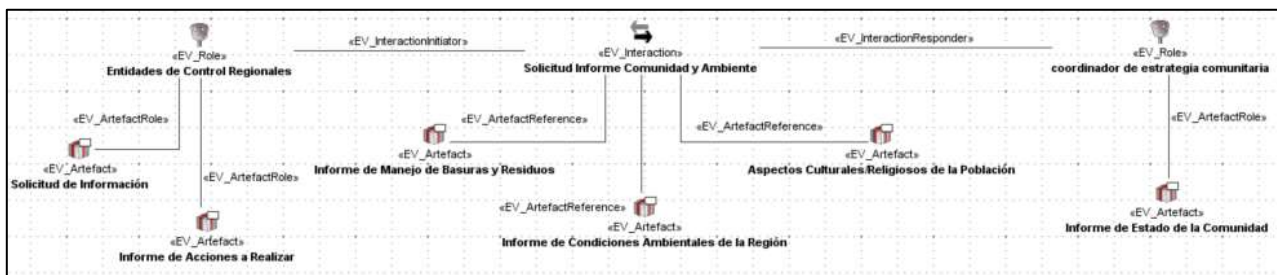 «EV_InteractionInitiator»
«EV_InteractionResponder»
«EV_Role»
Entidades de Control Regionales
«EV_Interaction»
Solicitud Informe Comunidad y Ambiente
«EV_Role»
coordinador de estrategia comunitaria
«EV_ArtefactRole»
«EV_ArtefactReference»
«EV_ArtefactReference»
«EV_ArtefactRole»
«EV_Artefact»
Solicitud de Información
«EV_ArtefactRole»
«EV_Artefact»
Informe de Manejo de Basuras y Residuos
«EV_Artefact»
Aspectos Culturales/Religiosos de la Población
«EV_ArtefactReference»
«EV_Artefact»
Informe de Acciones a Realizar
«EV_Artefact»
Informe de Condiciones Ambientales de la Región
«EV_Artefact»
Informe de Estado de la Comunidad